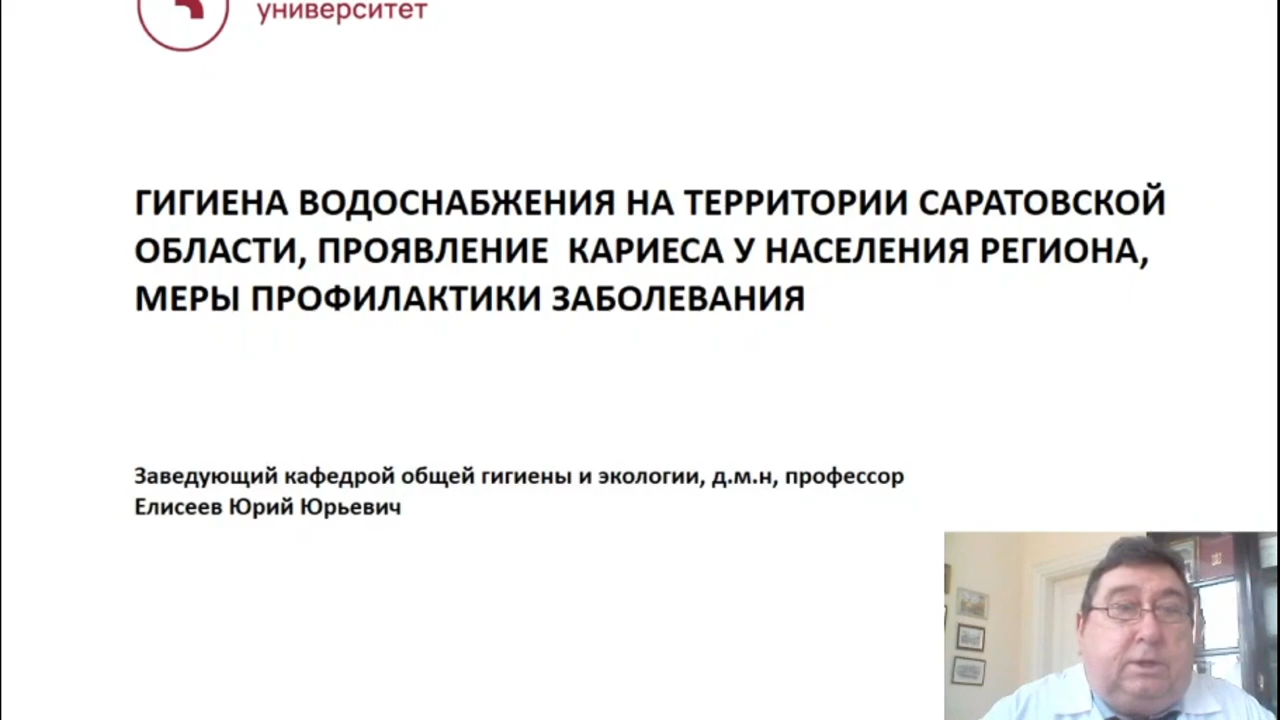 университет
ГИГИЕНА ВОДОСНАБЖЕНИЯ НА ТЕРРИТОРИИ САРАТОВСКОЙ
ОБЛАСТИ, ПРОЯВЛЕНИЕ КАРИЕСА У НАСЕЛЕНИЯ РЕГИОНА,
МЕРЫ ПРОФИЛАКТИКИ ЗАБОЛЕВАНИЯ
Заведующий кафедрой общей гигиены и экологии, д.м.н, профессор
Елисеев Юрий Юрьевич